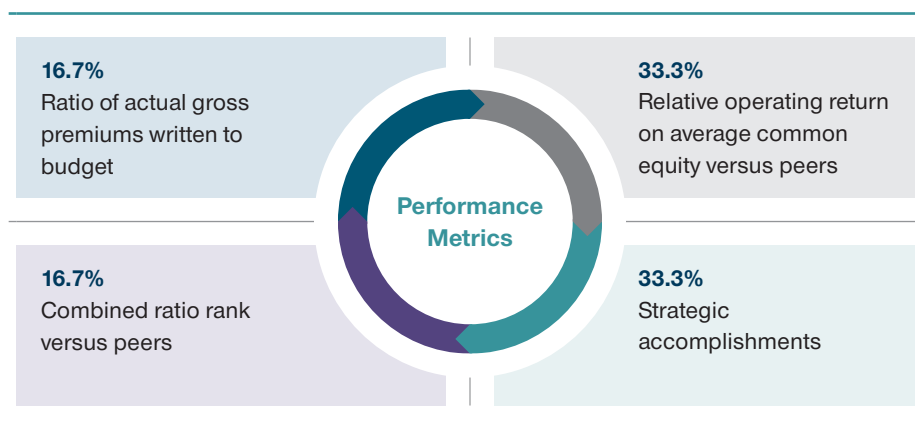 16.7%
Ratio of actual gross
premiums written to
budget
33.3%
Relative operating return
on average common
equity versus peers
Performance
Metrics
16.7%
Combined ratio rank
versus peers
33.3%
Strategic
accomplishments